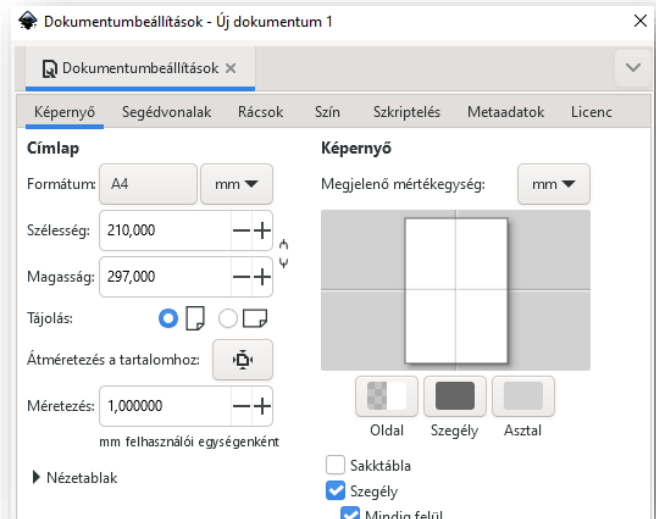 Dokumentumbeállítások - Új dokumentum 1
Dokumentumbeállítások
Képernyő Segédvonalak Rácsok Szín Szkriptelés Metaadatok Licenc
Címlap
Formátum: A4 mm
Szélesség: 210,000
Magasság: 297,000
Tájolás:
Átméretezés a tartalomhoz:
Méretezés: 1,000000
mm felhasználói egységenként
Nézetablak
Képernyő
Megjelenő mértékegység: mm
Oldal Szegély Asztal
Sakktábla
Szegély
Mindig felül